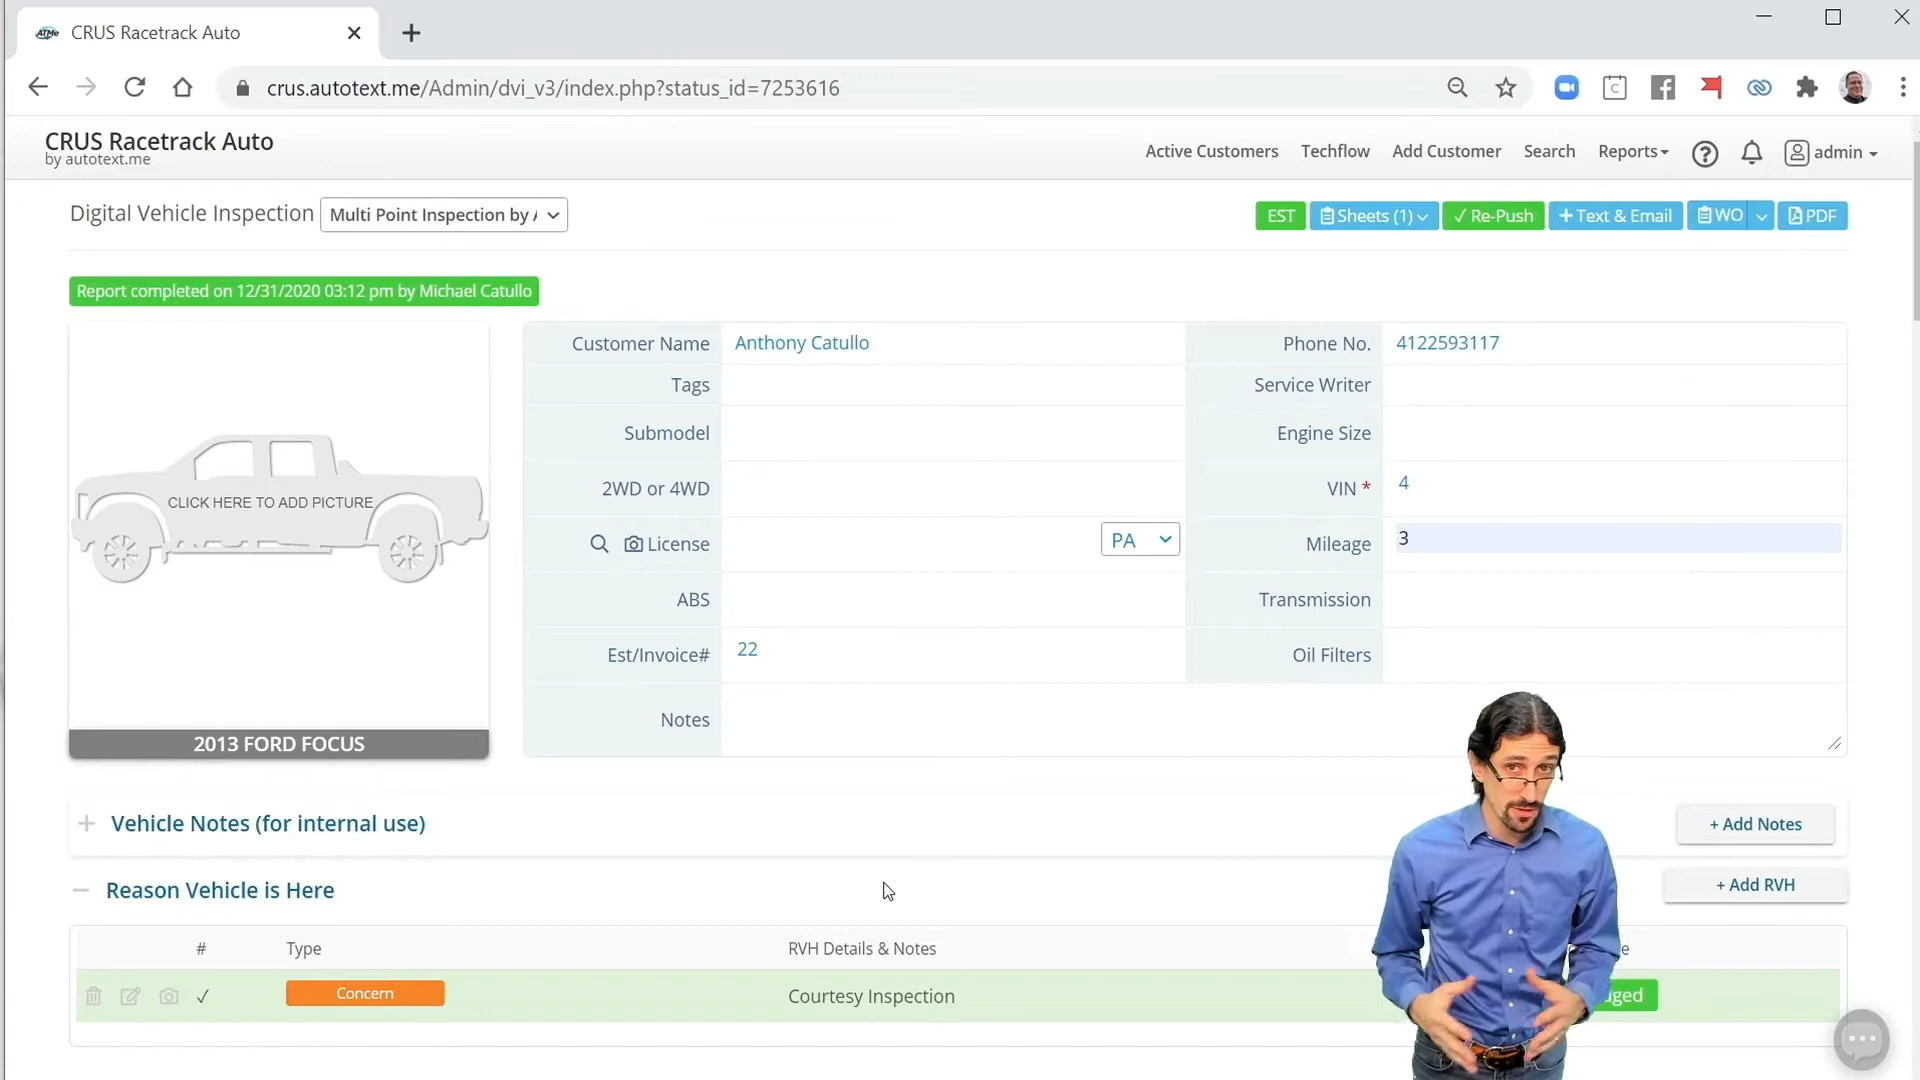 ATMe CRUS Racetrack Auto
crus.autotext.me/Admin/dvi_v3/index.php?status_id=7253616
CRUS Racetrack Auto
by autotext.me
Active Customers Techflow Add Customer Search Reports admin
Digital Vehicle Inspection Multi Point Inspection by
EST Sheets (1) ✓ Re-Push + Text & Email WO PDF
Report completed on 12/31/2020 03:12 pm by Michael Catullo
CLICK HERE TO ADD PICTURE
2013 FORD FOCUS
Customer Name Anthony Catullo Phone No. 4122593117
Tags Service Writer
Submodel Engine Size
2WD or 4WD VIN * 4
License PA Mileage 3
ABS Transmission
Est/Invoice# 22 Oil Filters
Notes
+ Vehicle Notes (for internal use) + Add Notes
− Reason Vehicle is Here + Add RVH
# Type RVH Details & Notes
✓ Concern Courtesy Inspection